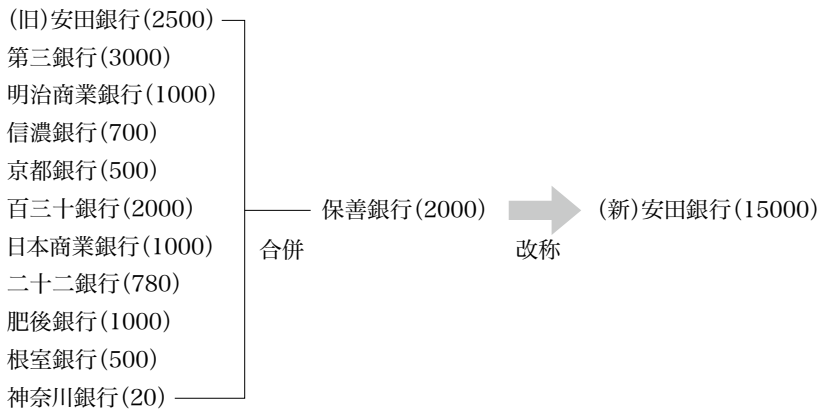 (旧)安田銀行(2500)
第三銀行(3000)
明治商業銀行(1000)
信濃銀行(700)
京都銀行(500)
百三十銀行(2000)
日本商業銀行(1000)
二十二銀行(780)
肥後銀行(1000)
根室銀行(500)
神奈川銀行(20)
合併
保善銀行(2000)
改称
(新)安田銀行(15000)